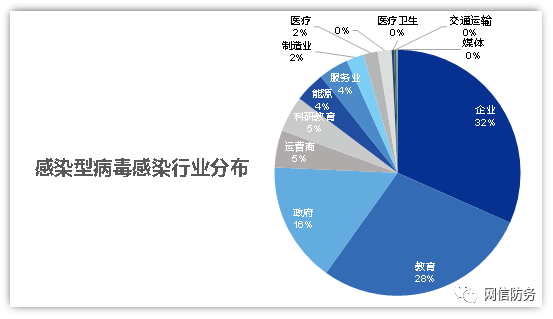 医疗
2%
0%
医疗卫生
0%
交通运输
0%
媒体
0%
制造业
2%
服务业
4%
能源
4%
科研教育
5%
运营商
5%
政府
16%
教育
28%
企业
32%
感染型病毒感染行业分布
网信防务